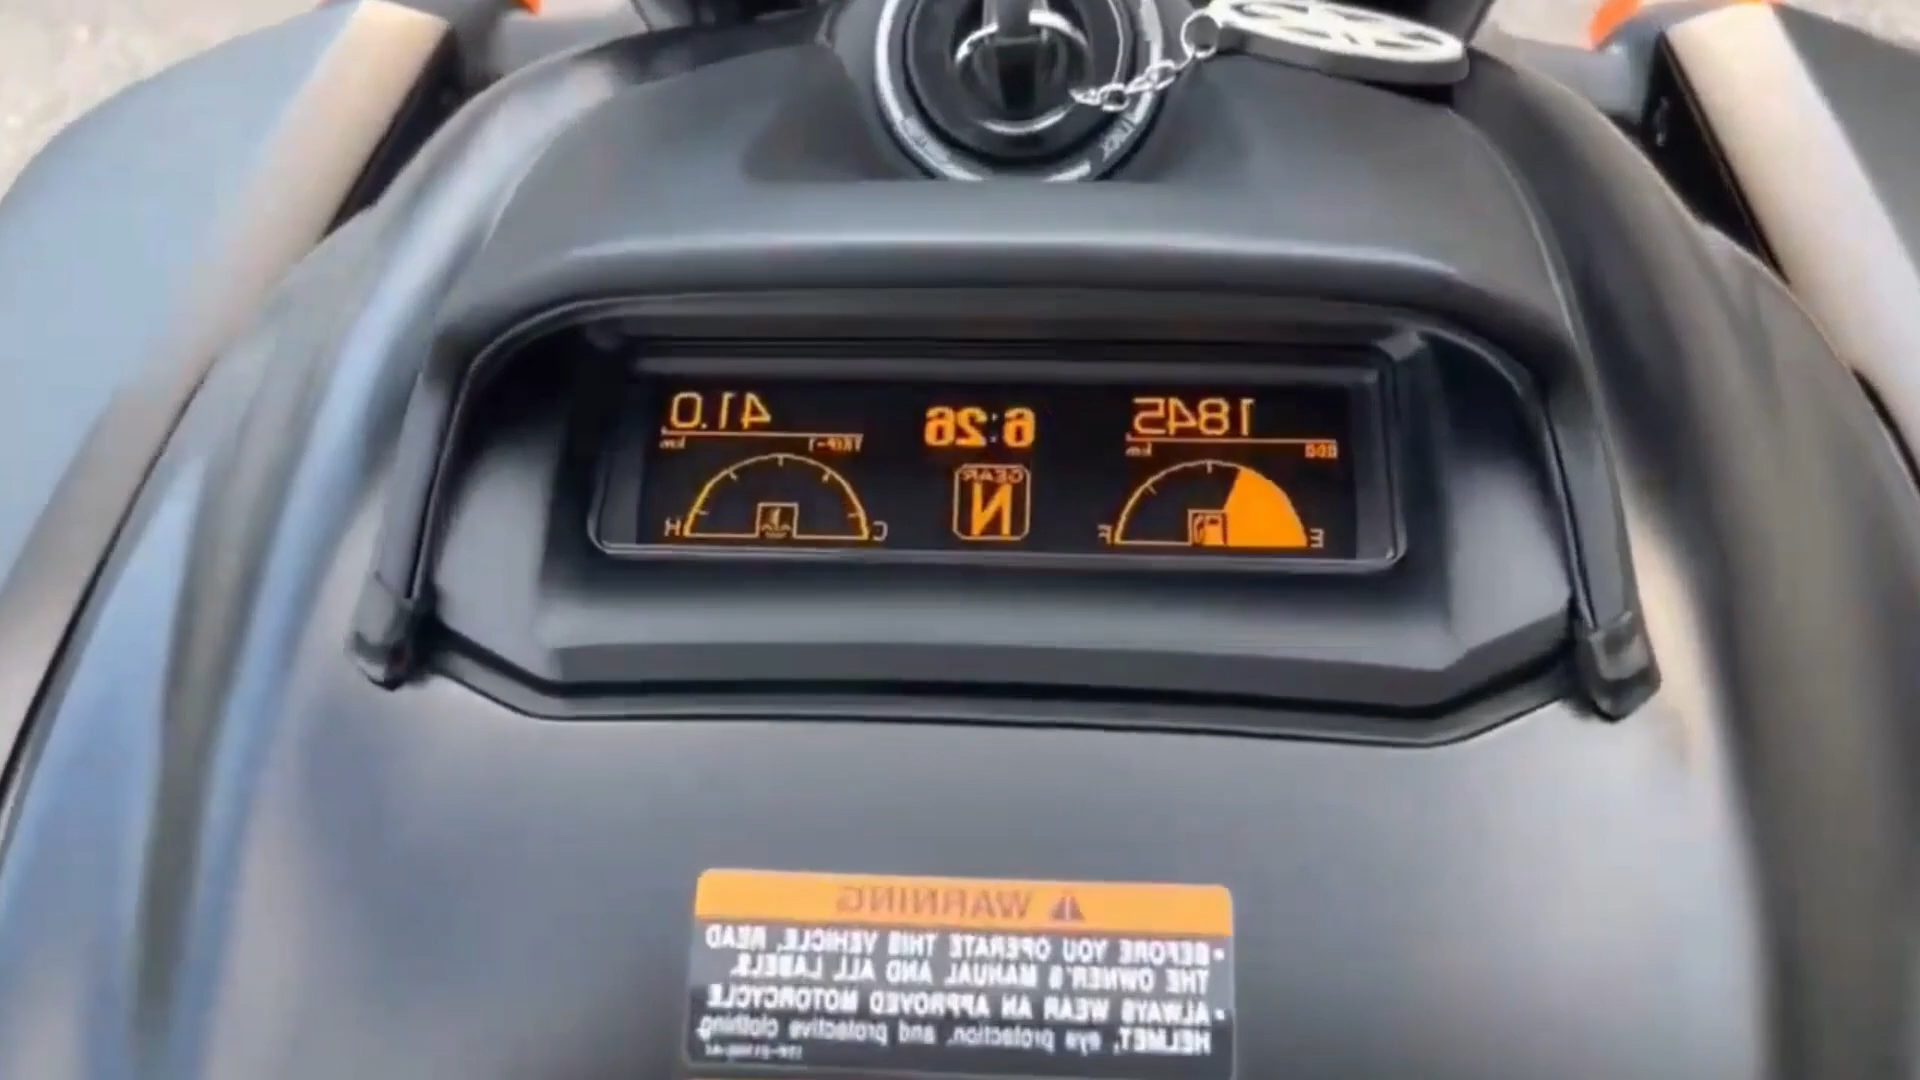 1845
ODO
km
6:26
41.0
TRIP-1
km
E
F
GEAR
N
C
H
WARNING
• BEFORE YOU OPERATE THIS VEHICLE, READ
THE OWNER'S MANUAL AND ALL LABELS.
• ALWAYS WEAR AN APPROVED MOTORCYCLE
HELMET, eye protection, and protective clothing